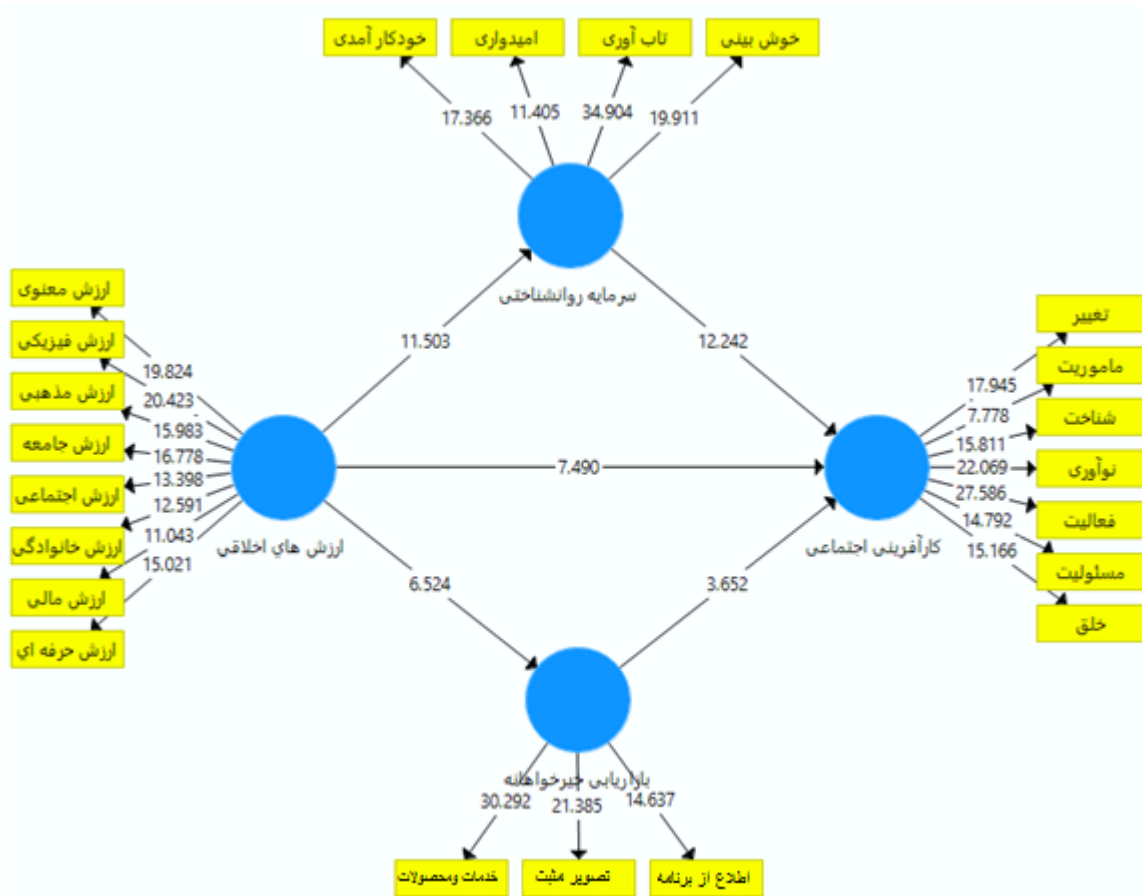 خودکار آمدی
امیدواری
تاب آوری
خوش بینی
17.366
11.405
34.904
19.911
سرمایه روانشناختی
11.503
12.242
ارزش معنوی
ارزش فیزیکی
ارزش مذهبی
ارزش جامعه
ارزش اجتماعی
ارزش خانوادگی
ارزش مالی
ارزش حرفه اي
19.824
20.423
15.983
16.778
13.398
12.591
11.043
15.021
ارزش هاي اخلاقي
7.490
تغییر
ماموریت
شناخت
نوآوری
فعالیت
مسئولیت
خلق
17.945
7.778
15.811
22.069
27.586
14.792
15.166
کارآفرینی اجتماعی
6.524
3.652
بازاریابی خیرخواهانه
30.292
21.385
14.637
خدمات ومحصولات
تصویر مثبت
اطلاع از برنامه